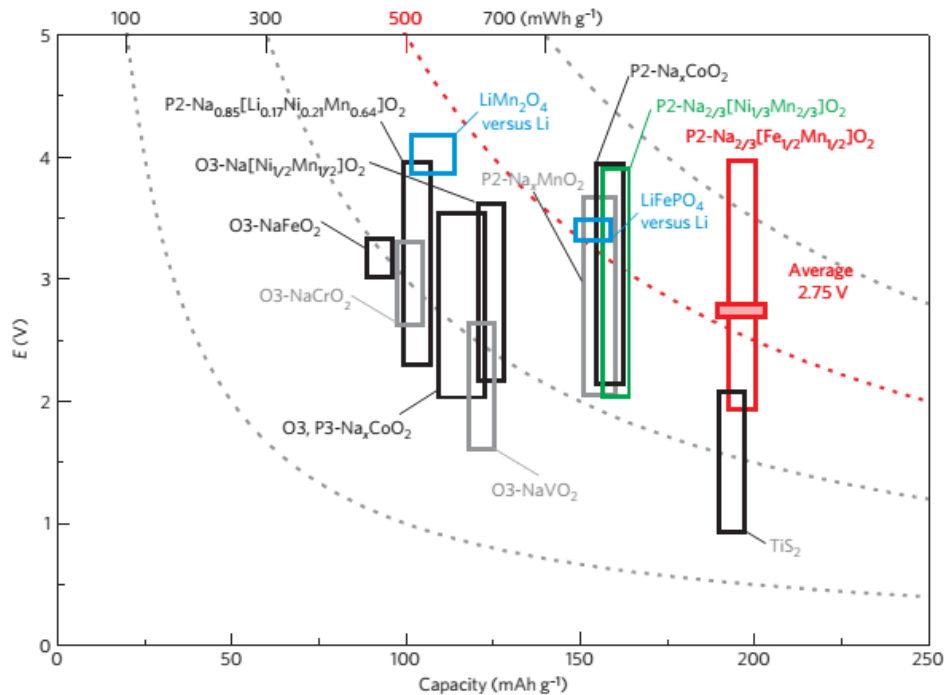 100 300 500 700 (mWh g⁻¹)
5
P2-NaₓCoO₂
P2-Na₀.₈₅[Li₀.₁₇Ni₀.₂₁Mn₀.₆₄]O₂
LiMn₂O₄
versus Li
P2-Na₂/₃[Ni₁/₃Mn₂/₃]O₂
P2-Na₂/₃[Fe₁/₂Mn₁/₂]O₂
4
O3-Na[Ni₁/₂Mn₁/₂]O₂
P2-NaₓMnO₂
LiFePO₄
versus Li
O3-NaFeO₂
3
O3-NaCrO₂
Average
2.75 V
E (V)
2
O3, P3-NaₓCoO₂
O3-NaVO₂
1
TiS₂
0
0 50 100 150 200 250
Capacity (mAh g⁻¹)